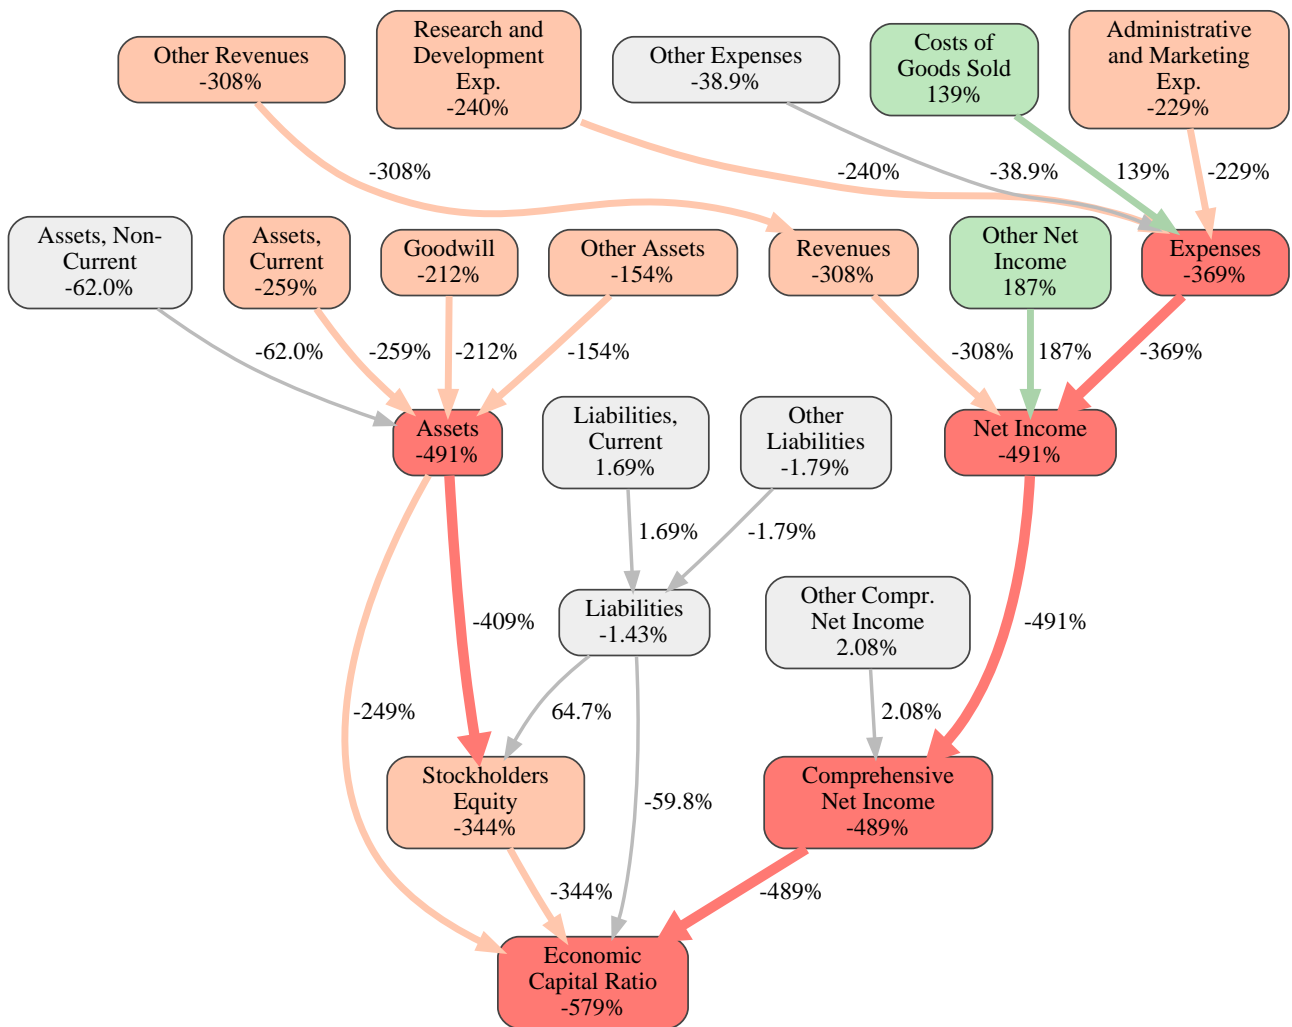 Other Revenues
-308%
Research and
Development
Exp.
-240%
Other Expenses
-38.9%
Costs of
Goods Sold
139%
Administrative
and Marketing
Exp.
-229%
-308%
-240%
-38.9%
139%
-229%
Assets, Non-
Current
-62.0%
Assets,
Current
-259%
Goodwill
-212%
Other Assets
-154%
Revenues
-308%
Other Net
Income
187%
Expenses
-369%
-62.0%
-259%
-212%
-154%
-308%
187%
-369%
Assets
-491%
Liabilities,
Current
1.69%
Other
Liabilities
-1.79%
Net Income
-491%
1.69%
-1.79%
-409%
Liabilities
-1.43%
Other Compr.
Net Income
2.08%
-491%
-249%
64.7%
2.08%
Stockholders
Equity
-344%
-59.8%
Comprehensive
Net Income
-489%
-344%
-489%
Economic
Capital Ratio
-579%